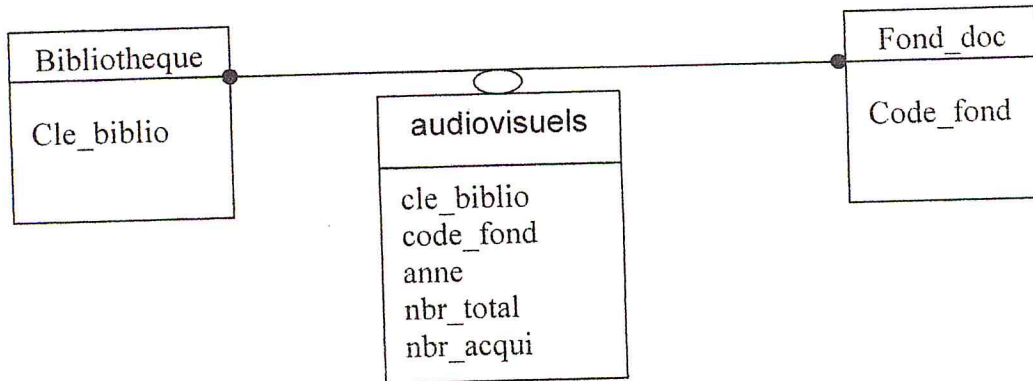 Bibliotheque
Cle_biblio
audiovisuels
cle_biblio
code_fond
anne
nbr_total
nbr_acqui
Fond_doc
Code_fond